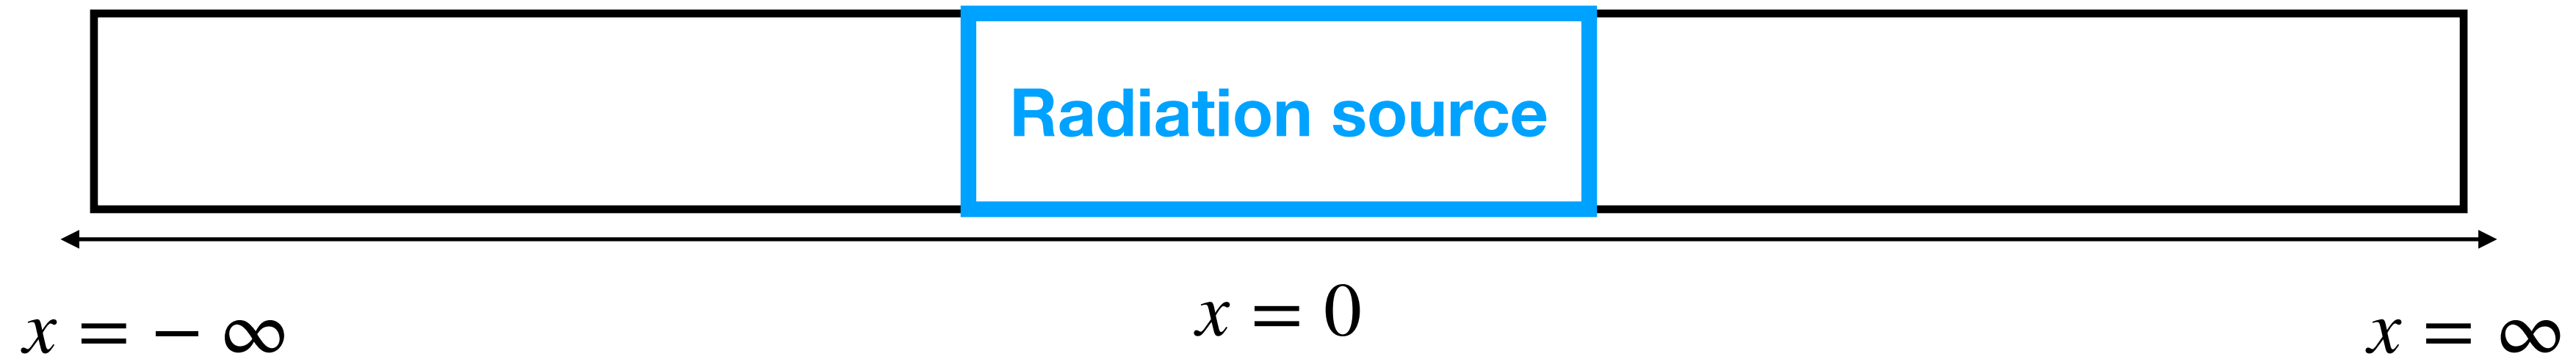 Radiation source
x = − ∞
x = 0
x = ∞